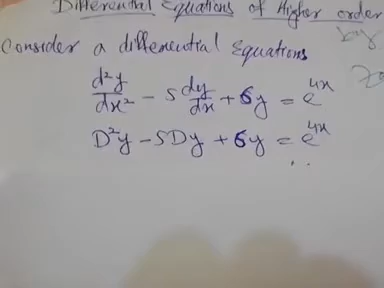 Differential Equations of Higher order
by
Consider a differential Equations
d²y/dx² - 5 dy/dx + 6y = e^4x
D²y - 5Dy + 6y = e^4x